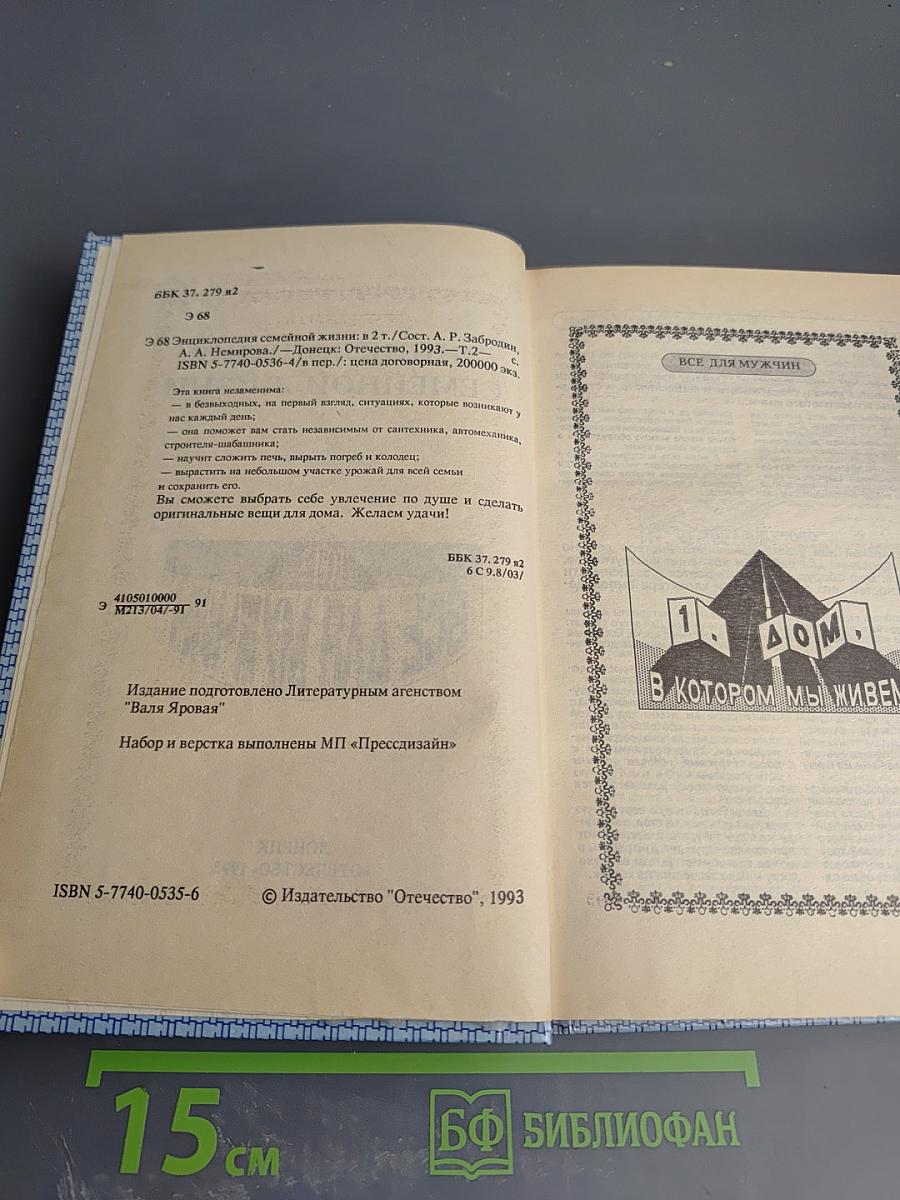 ББК 37. 279 я2
Э 68
Э 68 Энциклопедия семейной жизни: в 2 т./Сост. А. Р. Забродин,
А. А. Немирова./—Донецк: Отечество, 1993.—Т.2— с.
ISBN 5-7740-0536-4/в пер./: цена договорная, 200000 экз.
Эта книга незаменима:
— в безвыходных, на первый взгляд, ситуациях, которые возникают у
нас каждый день;
— она поможет вам стать независимым от сантехника, автомеханика,
строителя-шабашника;
— научит сложить печь, вырыть погреб и колодец;
— вырастить на небольшом участке урожай для всей семьи
и сохранить его.
Вы сможете выбрать себе увлечение по душе и сделать
оригинальные вещи для дома. Желаем удачи!
ББК 37. 279 я2
6 С 9.8/03/
Э 4105010000 91
М213/04/-91
Издание подготовлено Литературным агенством
"Валя Яровая"
Набор и верстка выполнены МП «Прессдизайн»
ISBN 5-7740-0535-6
© Издательство "Отечество", 1993
ВСЕ ДЛЯ МУЖЧИН
1. ДОМ,
В КОТОРОМ МЫ ЖИВЕМ
15 см
БФ БИБЛИОФАН